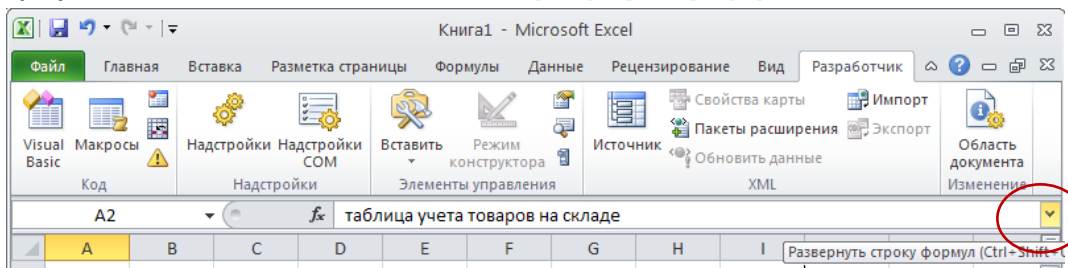 Книга1 - Microsoft Excel
Файл Главная Вставка Разметка страницы Формулы Данные Рецензирование Вид Разработчик
Visual Basic Макросы Надстройки Надстройки COM Вставить Режим конструктора Источник Свойства карты Импорт
Пакеты расширения Экспорт
Обновить данные
Область документа
Код Надстройки Элементы управления XML Изменение
A2 fx таблица учета товаров на складе
A B C D E F G H I
Развернуть строку формул (Ctrl+Shift+U